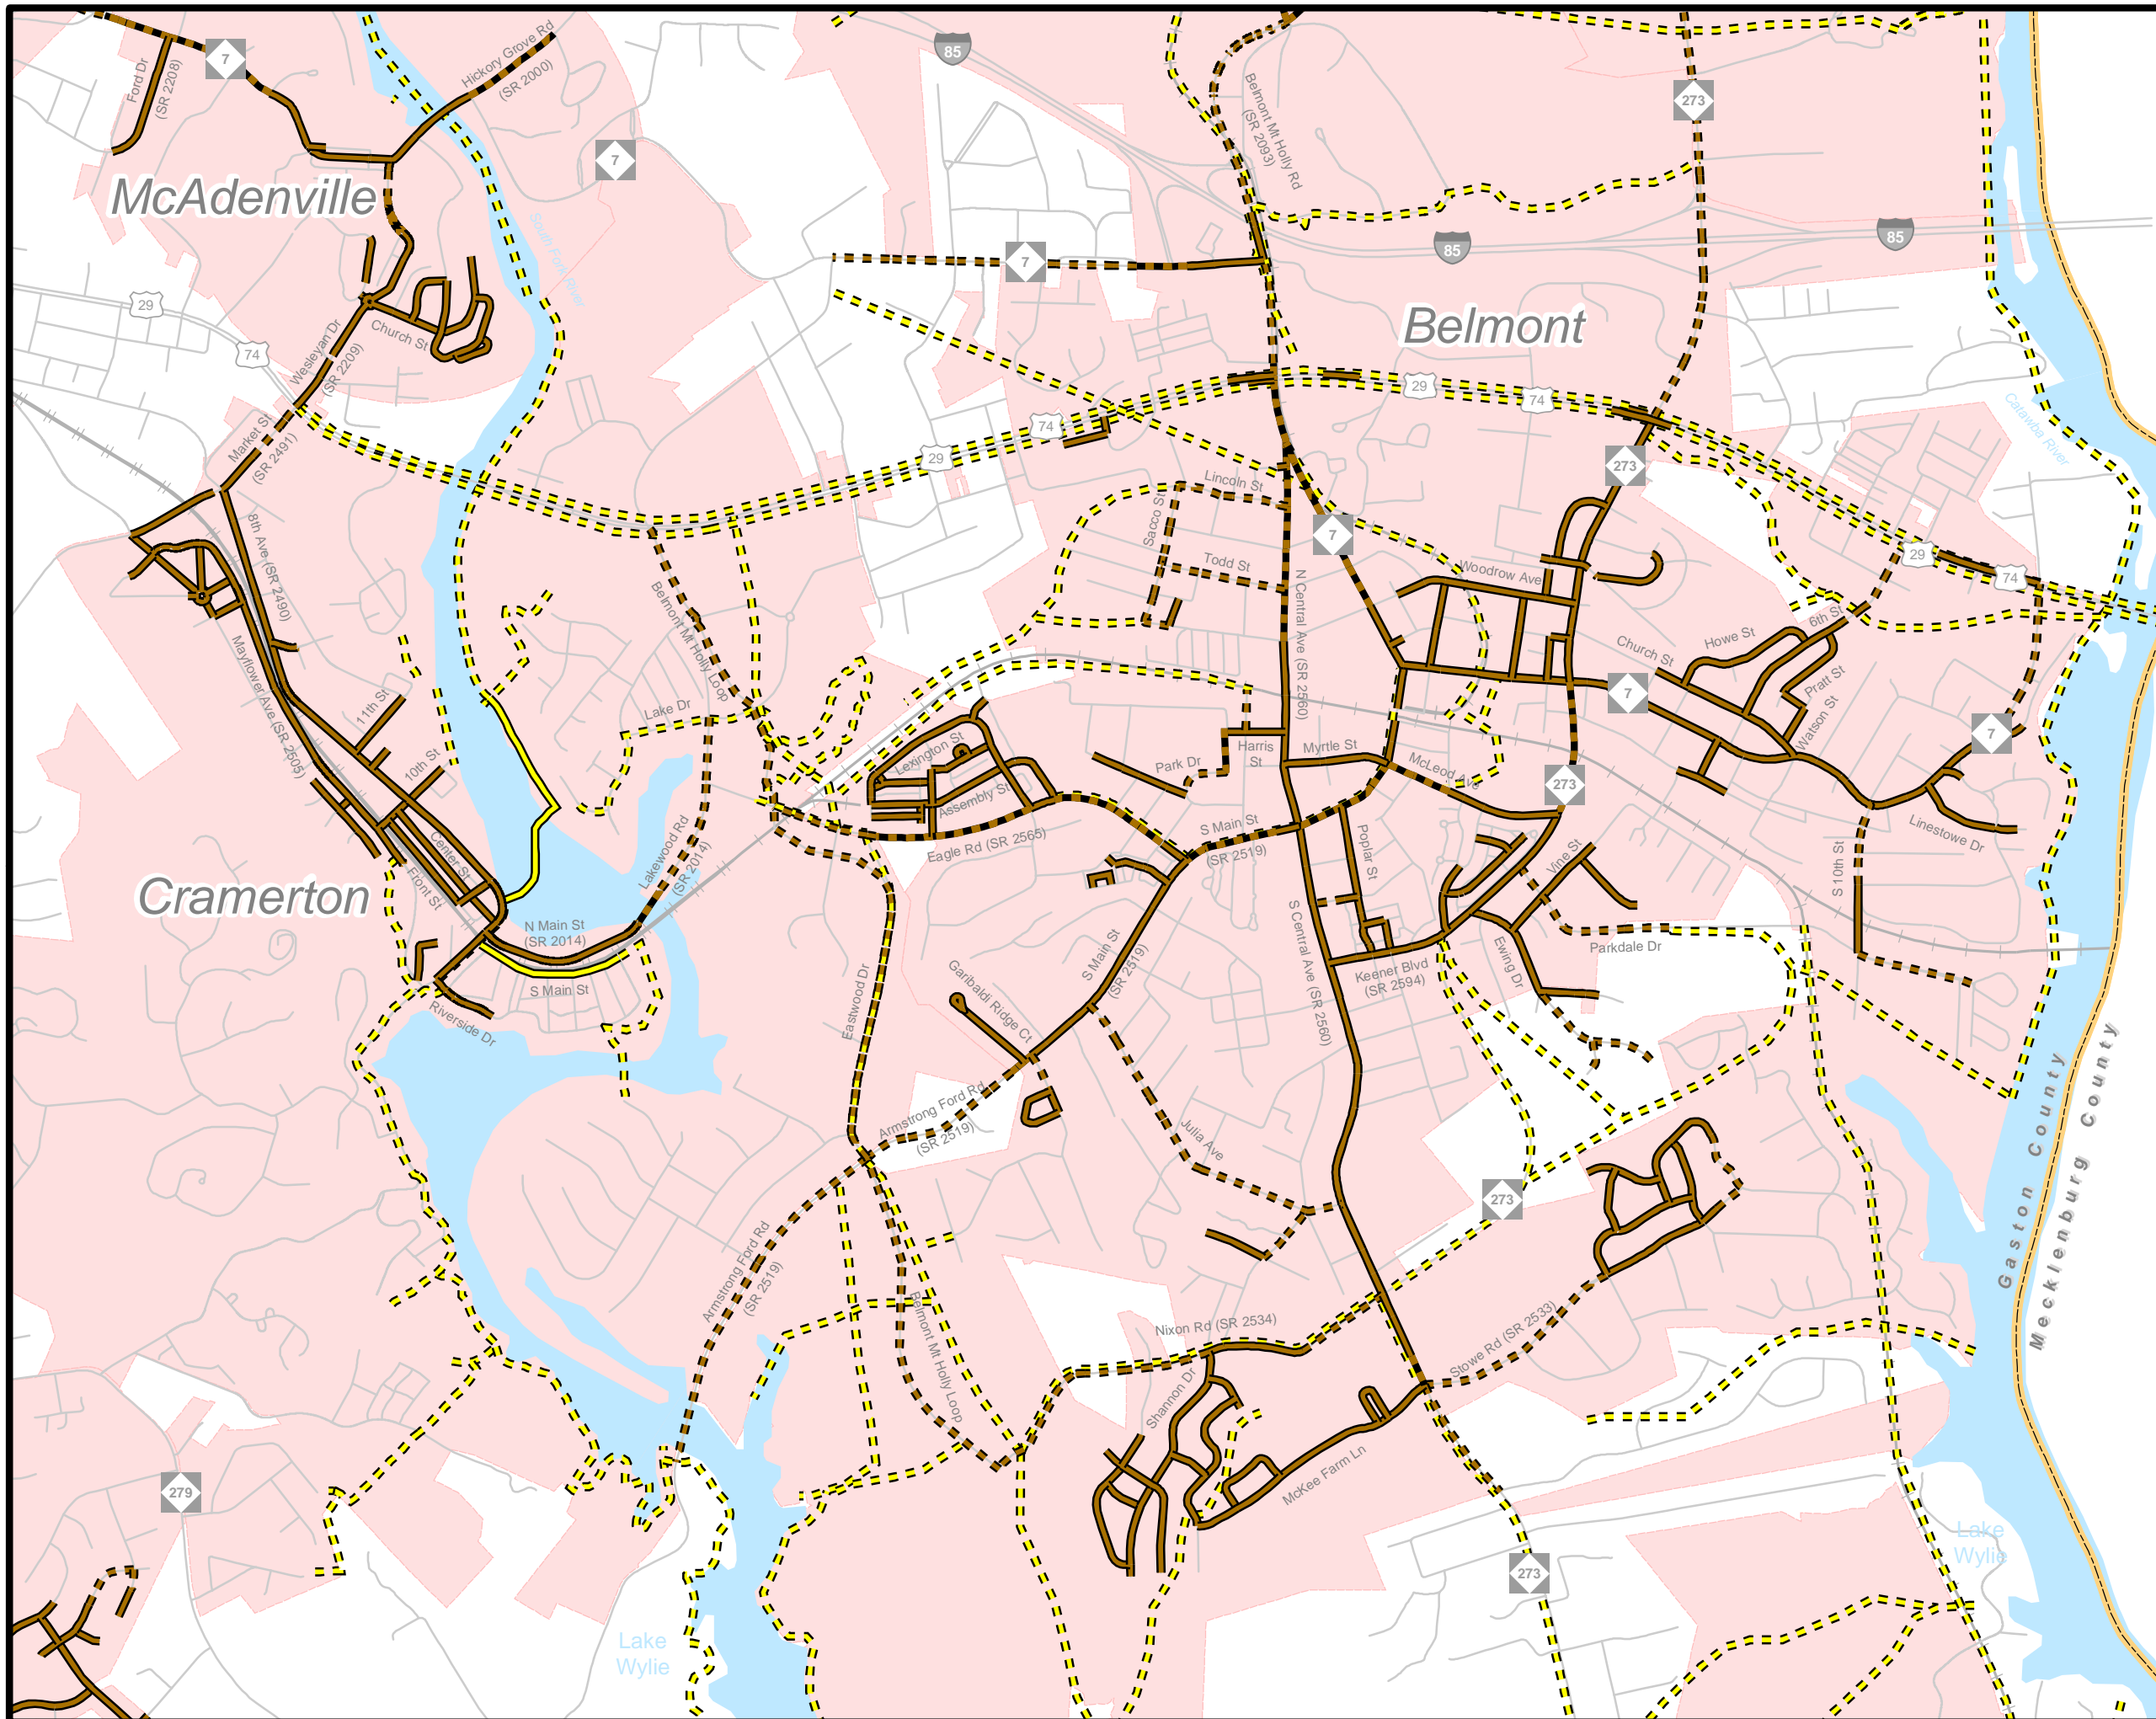 7
Ford Dr
(SR 2208)
Hickory Grove Rd
(SR 2000)
85
Belmont Mt Holly Rd
(SR 2093)
273
McAdenville
7
South Fork River
7
85
85
29
74
Wesleyan Dr
(SR 2209)
Church St
Belmont
29
74
74
29
Catawba River
Market St
(SR 2491)
273
Lincoln St
Sacco St
7
Todd St
8th Ave (SR 2490)
Belmont Mt Holly Loop
N Central Ave (SR 2560)
Woodrow Ave
29
74
6th St
Howe St
Church St
Pratt St
Watson St
7
7
Mayflower Ave (SR 2505)
11th St
10th St
Lake Dr
Lexington St
Assembly St
Park Dr
Harris
St
Myrtle St
McLeod Ave
273
Eagle Rd (SR 2565)
S Main St
(SR 2519)
Poplar St
Vine St
Linestowe Dr
S 10th St
Center St
Front St
Cramerton
Lakewood Rd
(SR 2014)
N Main St
(SR 2014)
S Main St
Riverside Dr
Eastwood Dr
Garibaldi Ridge Ct
S Main St
(SR 2519)
S Central Ave (SR 2560)
Keener Blvd
(SR 2594)
Ewing Dr
Parkdale Dr
Armstrong Ford Rd
(SR 2519)
Julia Ave
Gaston County
Mecklenburg County
273
Armstrong Ford Rd
(SR 2519)
Belmont Mt Holly Loop
Nixon Rd (SR 2534)
Shannon Dr
Stowe Rd (SR 2533)
McKee Farm Ln
279
273
Lake
Wylie
Lake
Wylie